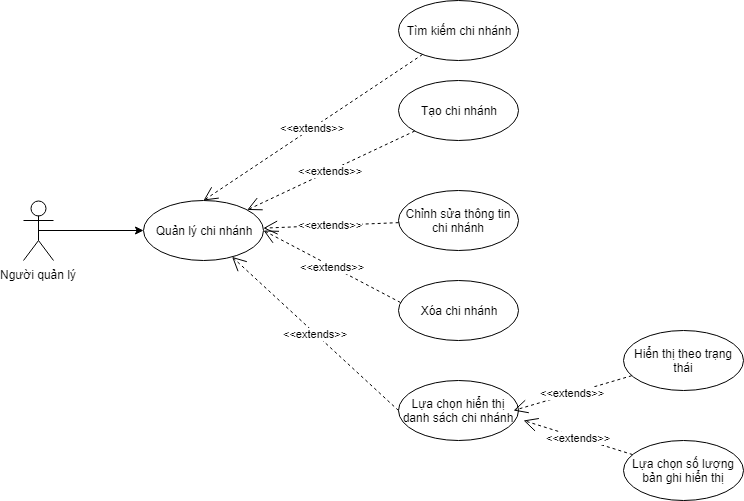 Tìm kiếm chi nhánh
<<extends>>
Tạo chi nhánh
<<extends>>
Chỉnh sửa thông tin
chi nhánh
<<extends>>
Quản lý chi nhánh
Người quản lý
<<extends>>
Xóa chi nhánh
<<extends>>
Hiển thị theo trạng
thái
<<extends>>
Lựa chọn hiển thị
danh sách chi nhánh
<<extends>>
Lựa chọn số lượng
bản ghi hiển thị